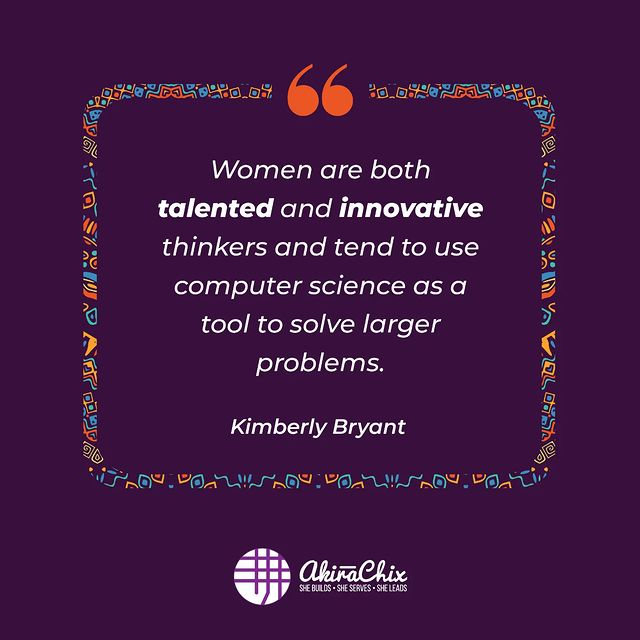 “
Women are both
talented and innovative
thinkers and tend to use
computer science as a
tool to solve larger
problems.
Kimberly Bryant
AkiraChix
SHE BUILDS • SHE SERVES • SHE LEADS